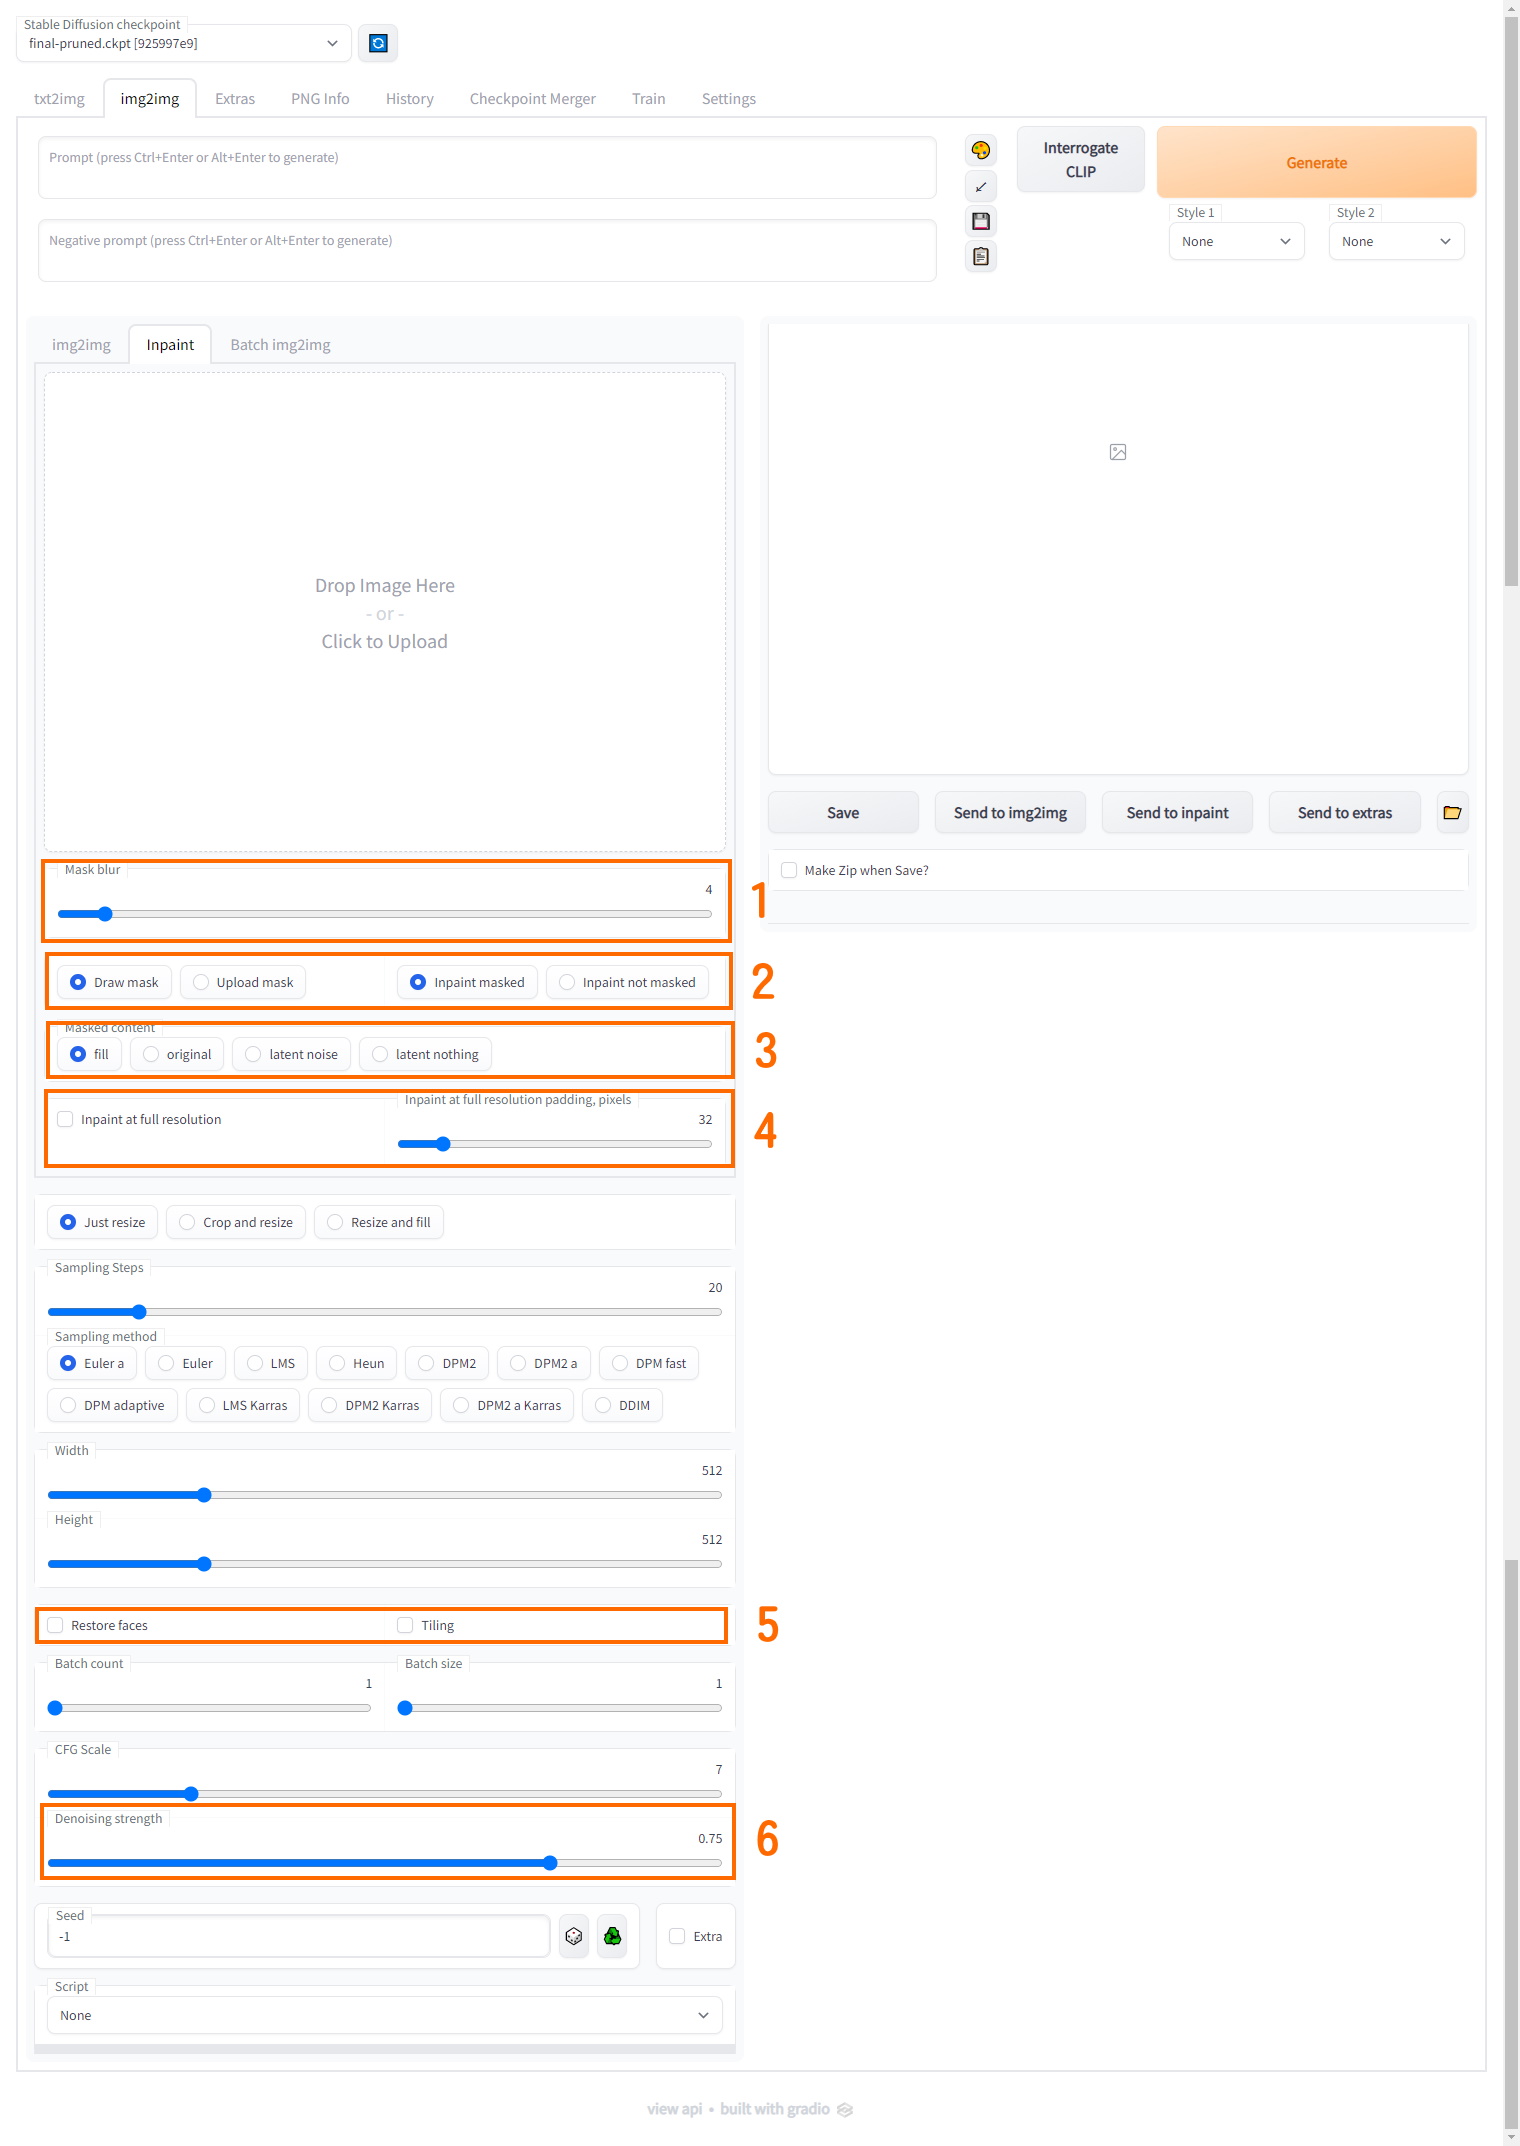 Stable Diffusion checkpoint
final-pruned.ckpt [925997e9]
txt2img img2img Extras PNG Info History Checkpoint Merger Train Settings
Prompt (press Ctrl+Enter or Alt+Enter to generate)
Negative prompt (press Ctrl+Enter or Alt+Enter to generate)
Interrogate
CLIP
Generate
Style 1 Style 2
None None
img2img Inpaint Batch img2img
Drop Image Here
- or -
Click to Upload
Save Send to img2img Send to inpaint Send to extras
Make Zip when Save?
Mask blur
4
1
Draw mask Upload mask Inpaint masked Inpaint not masked
2
Masked content
fill original latent noise latent nothing
3
Inpaint at full resolution
Inpaint at full resolution padding, pixels
32
4
Just resize Crop and resize Resize and fill
Sampling Steps
20
Sampling method
Euler a Euler LMS Heun DPM2 DPM2 a DPM fast
DPM adaptive LMS Karras DPM2 Karras DPM2 a Karras DDIM
Width
512
Height
512
Restore faces Tiling
5
Batch count Batch size
1 1
CFG Scale
7
Denoising strength
0.75
6
Seed
-1
Extra
Script
None
view api • built with gradio